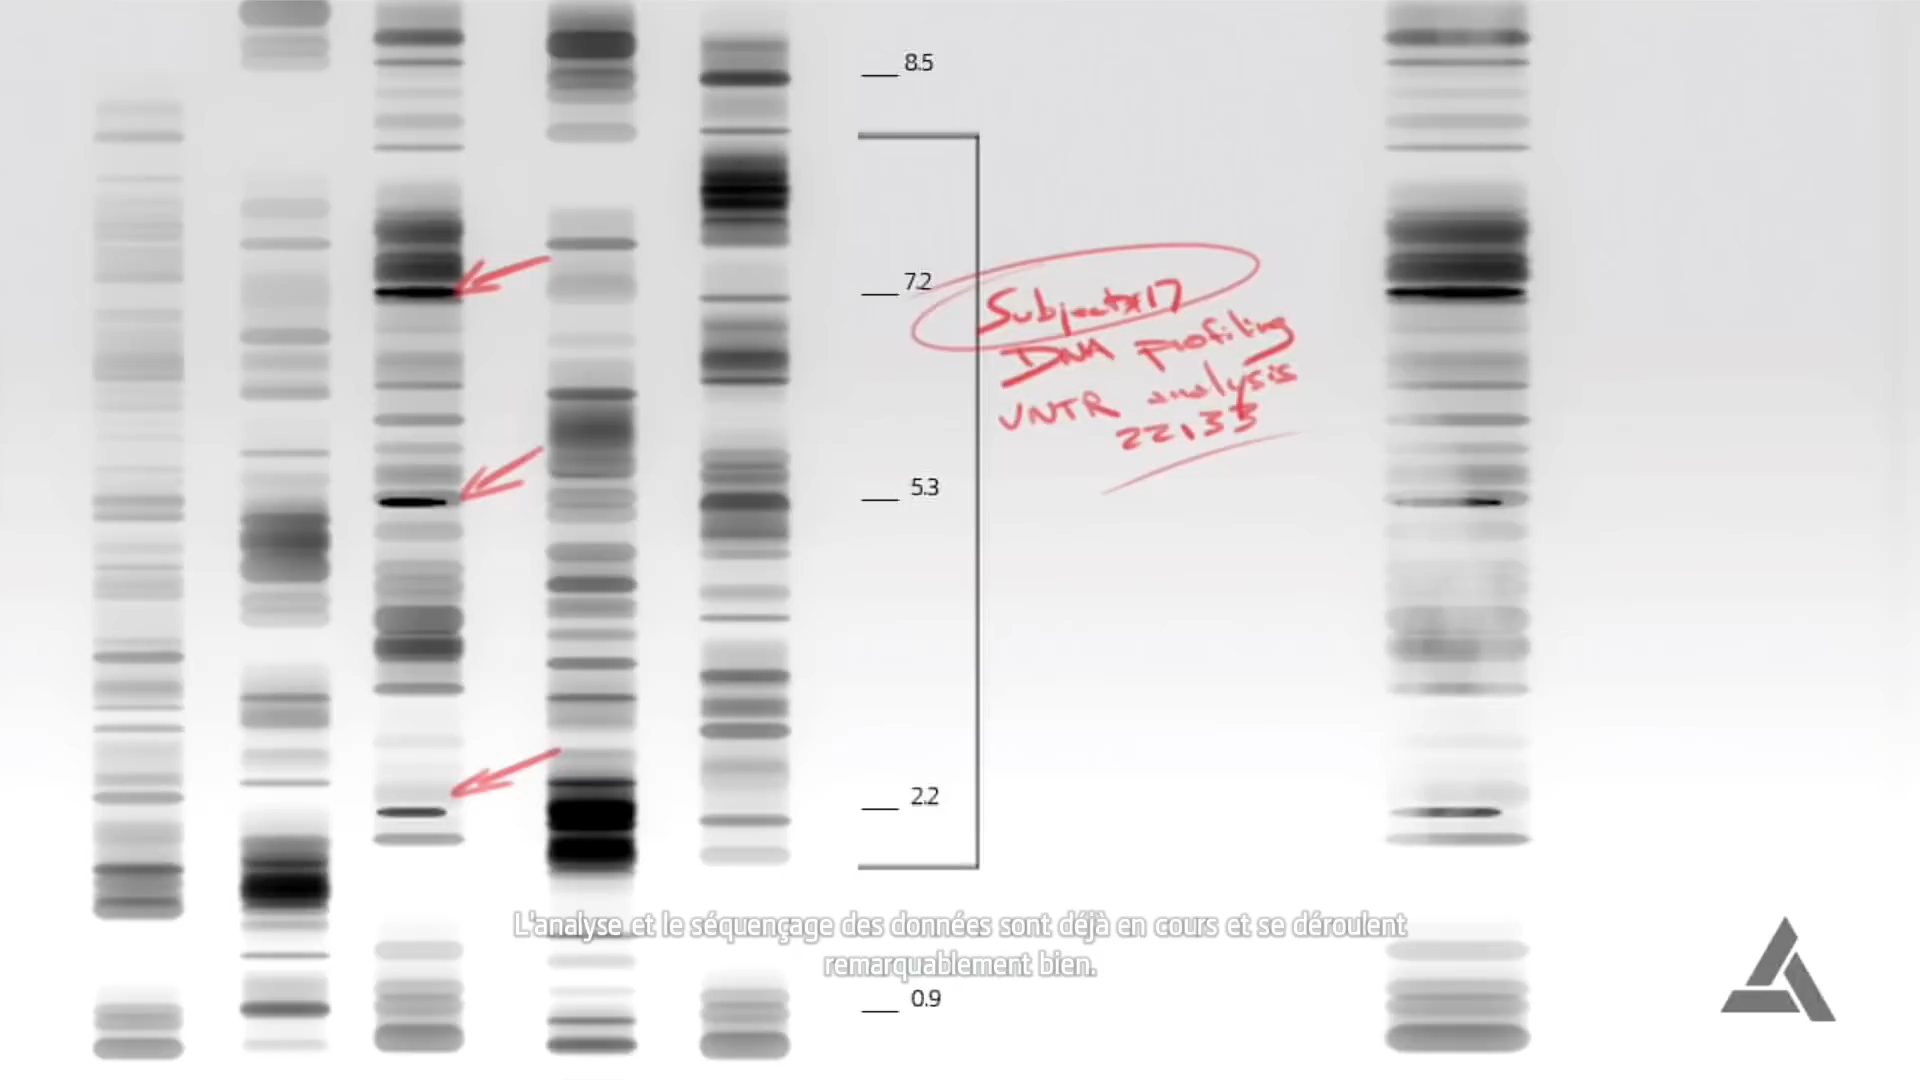 8.5
7.2
Subject 17
DNA profiling
VNTR analysis
22133
5.3
2.2
L'analyse et le séquençage des données sont déjà en cours et se déroulent
remarquablement bien.
0.9